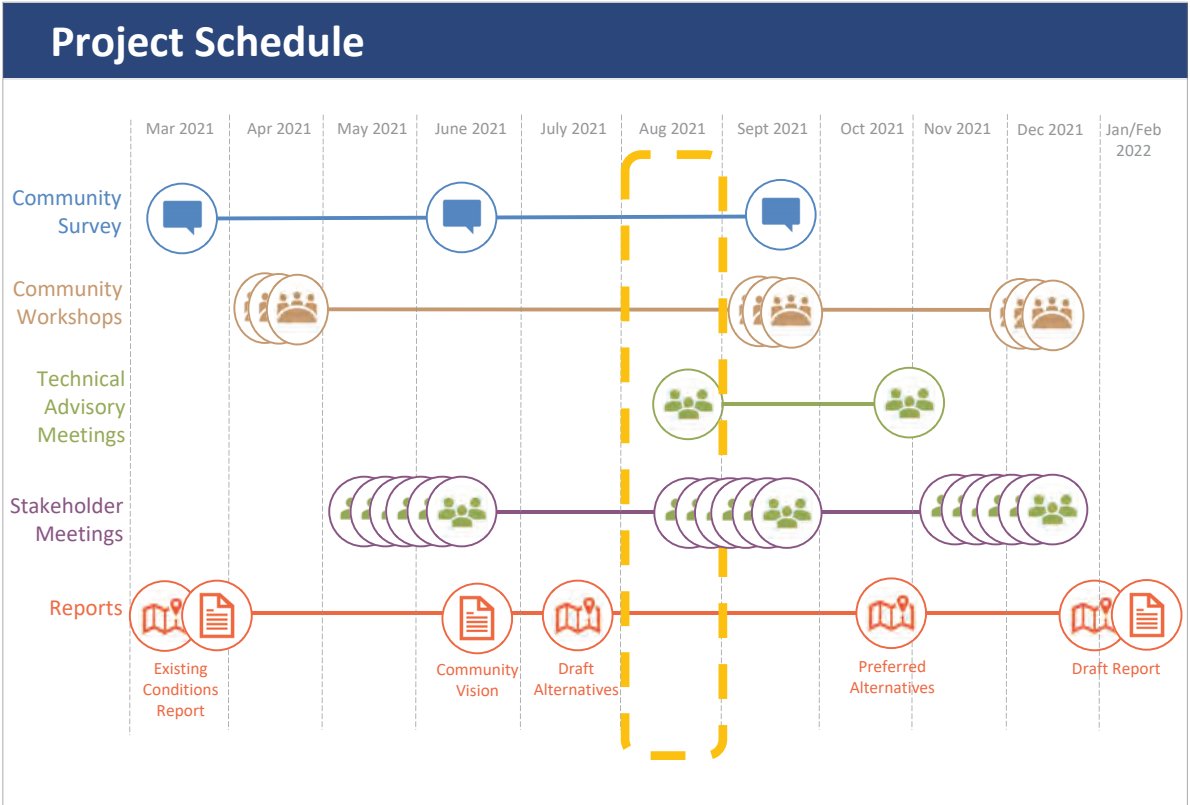 Project Schedule
Mar 2021
Apr 2021
May 2021
June 2021
July 2021
Aug 2021
Sept 2021
Oct 2021
Nov 2021
Dec 2021
Jan/Feb
2022
Community
Survey
Community
Workshops
Technical
Advisory
Meetings
Stakeholder
Meetings
Reports
Existing
Conditions
Report
Community
Vision
Draft
Alternatives
Preferred
Alternatives
Draft Report